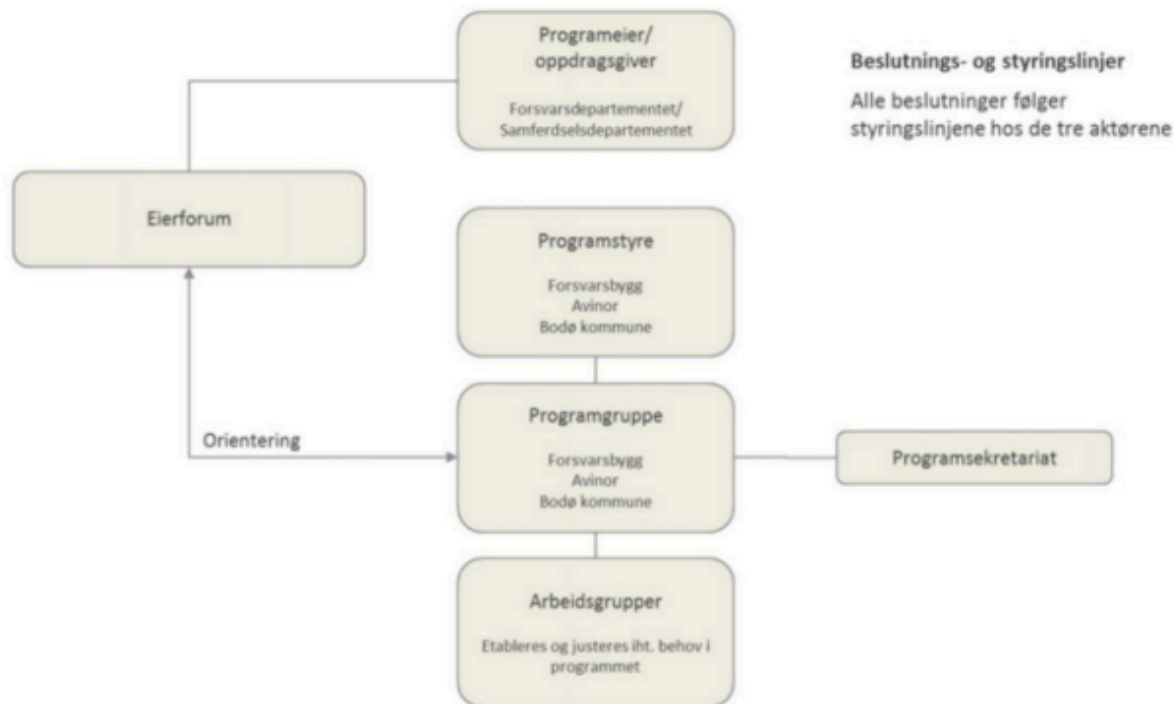 Programeier/
oppdragsgiver
Forsvarsdepartementet/
Samferdselsdepartementet
Beslutnings- og styringslinjer
Alle beslutninger følger
styringslinjene hos de tre aktørene
Eierforum
Programstyre
Forsvarsbygg
Avinor
Bodø kommune
Programgruppe
Forsvarsbygg
Avinor
Bodø kommune
Orientering
Programsekretariat
Arbeidsgrupper
Etableres og justeres iht. behov i
programmet